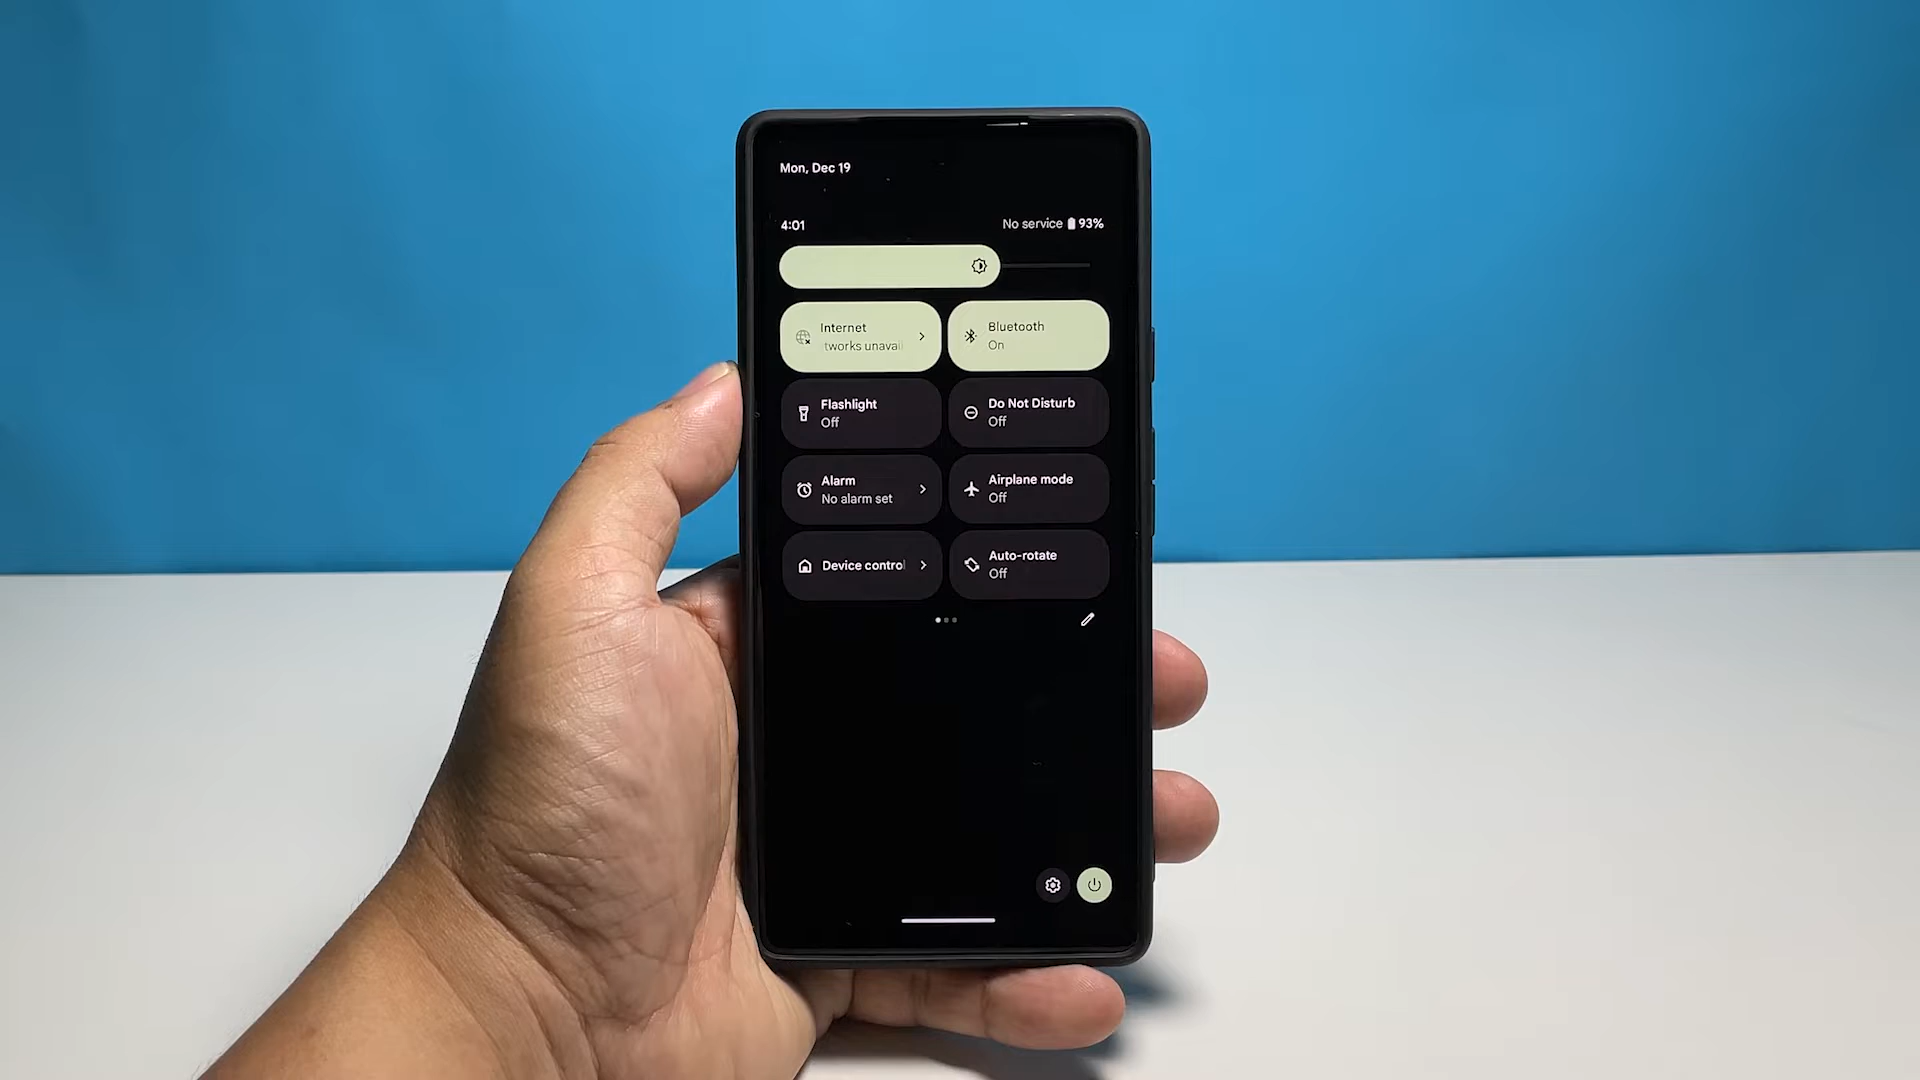 Mon, Dec 19
4:01
No service 93%
Internet
tworks unavai
Bluetooth
On
Flashlight
Off
Do Not Disturb
Off
Alarm
No alarm set
Airplane mode
Off
Device control
Auto-rotate
Off